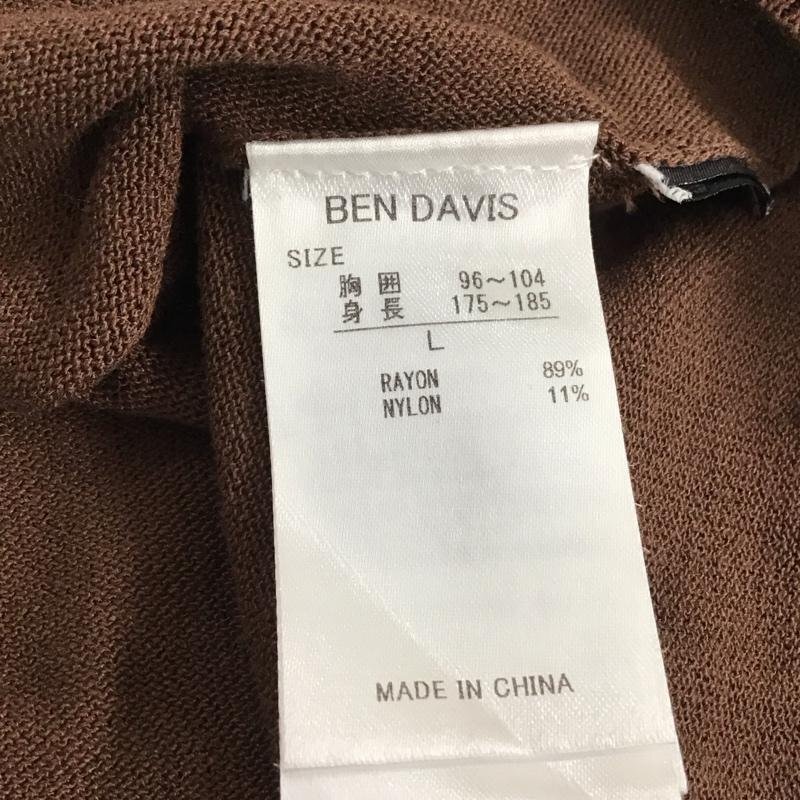 BEN DAVIS
SIZE
胸囲 96～104
身長 175～185
L
RAYON 89%
NYLON 11%
MADE IN CHINA